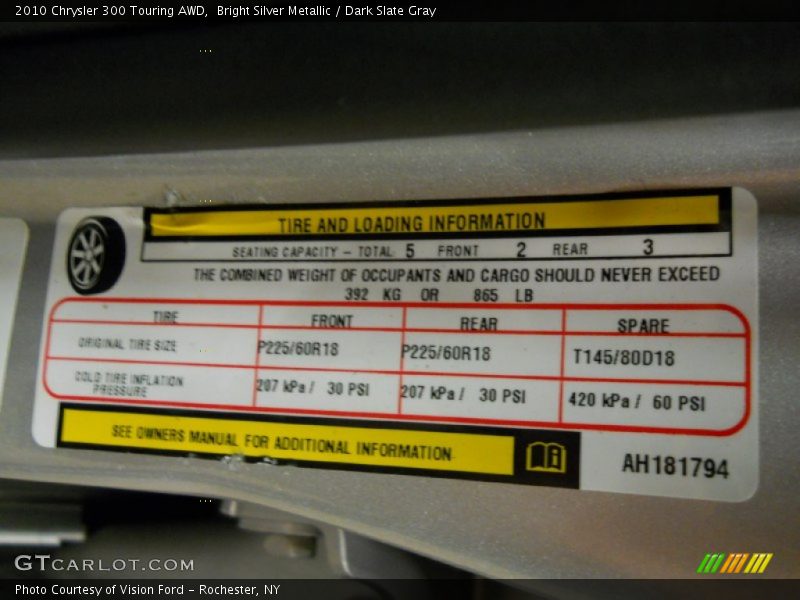 2010 Chrysler 300 Touring AWD,  Bright Silver Metallic / Dark Slate Gray
TIRE AND LOADING INFORMATION
SEATING CAPACITY – TOTAL 5 FRONT 2 REAR 3
THE COMBINED WEIGHT OF OCCUPANTS AND CARGO SHOULD NEVER EXCEED
392 KG OR 865 LB
TIRE FRONT REAR SPARE
ORIGINAL TIRE SIZE P225/60R18 P225/60R18 T145/80D18
COLD TIRE INFLATION PRESSURE 207 kPa / 30 PSI 207 kPa / 30 PSI 420 kPa / 60 PSI
SEE OWNERS MANUAL FOR ADDITIONAL INFORMATION
AH181794
GTCARLOT.COM
Photo Courtesy of Vision Ford – Rochester, NY